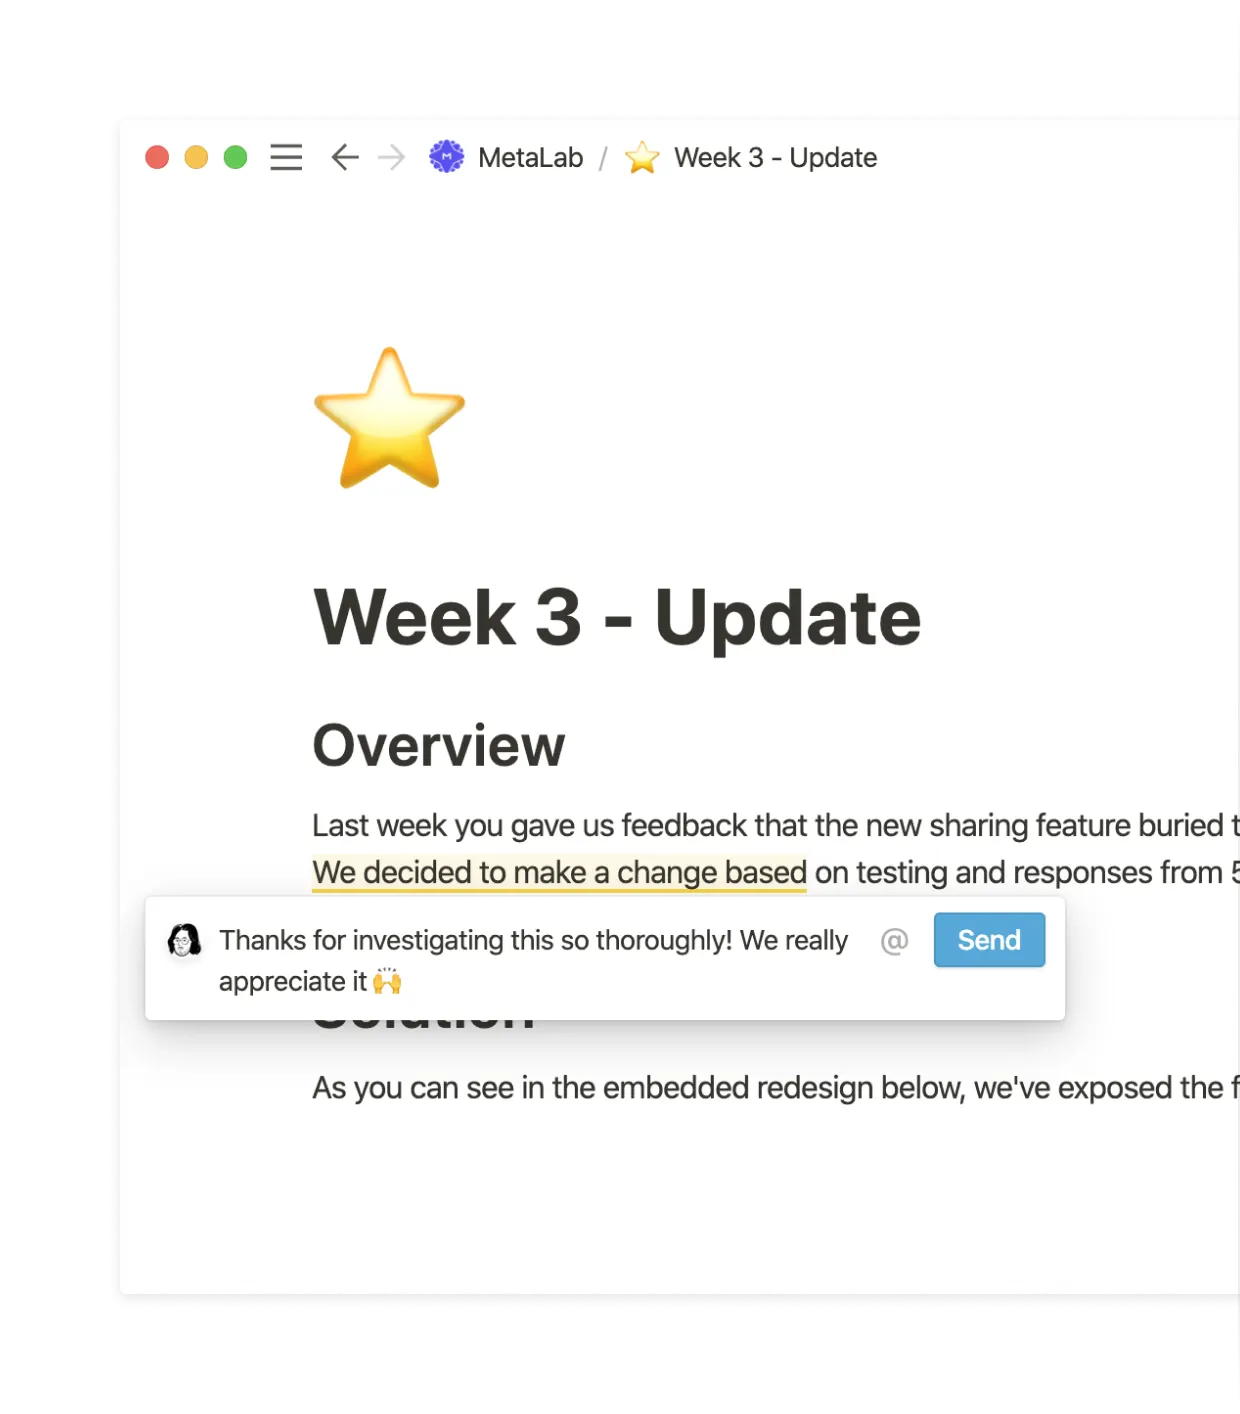 MetaLab / Week 3 - Update
Week 3 - Update
Overview
Last week you gave us feedback that the new sharing feature buried
We decided to make a change based on testing and responses from 5
Thanks for investigating this so thoroughly! We really @ Send
appreciate it 🙌
Solution
As you can see in the embedded redesign below, we've exposed the